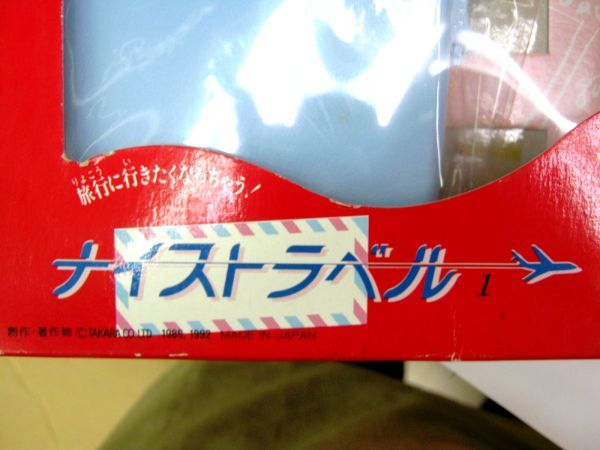 旅行に行きたくなっちゃう!
ナイストラベル 1
創作・著作物 ©TAKARA CO.,LTD 1986, 1992 MADE IN JAPAN